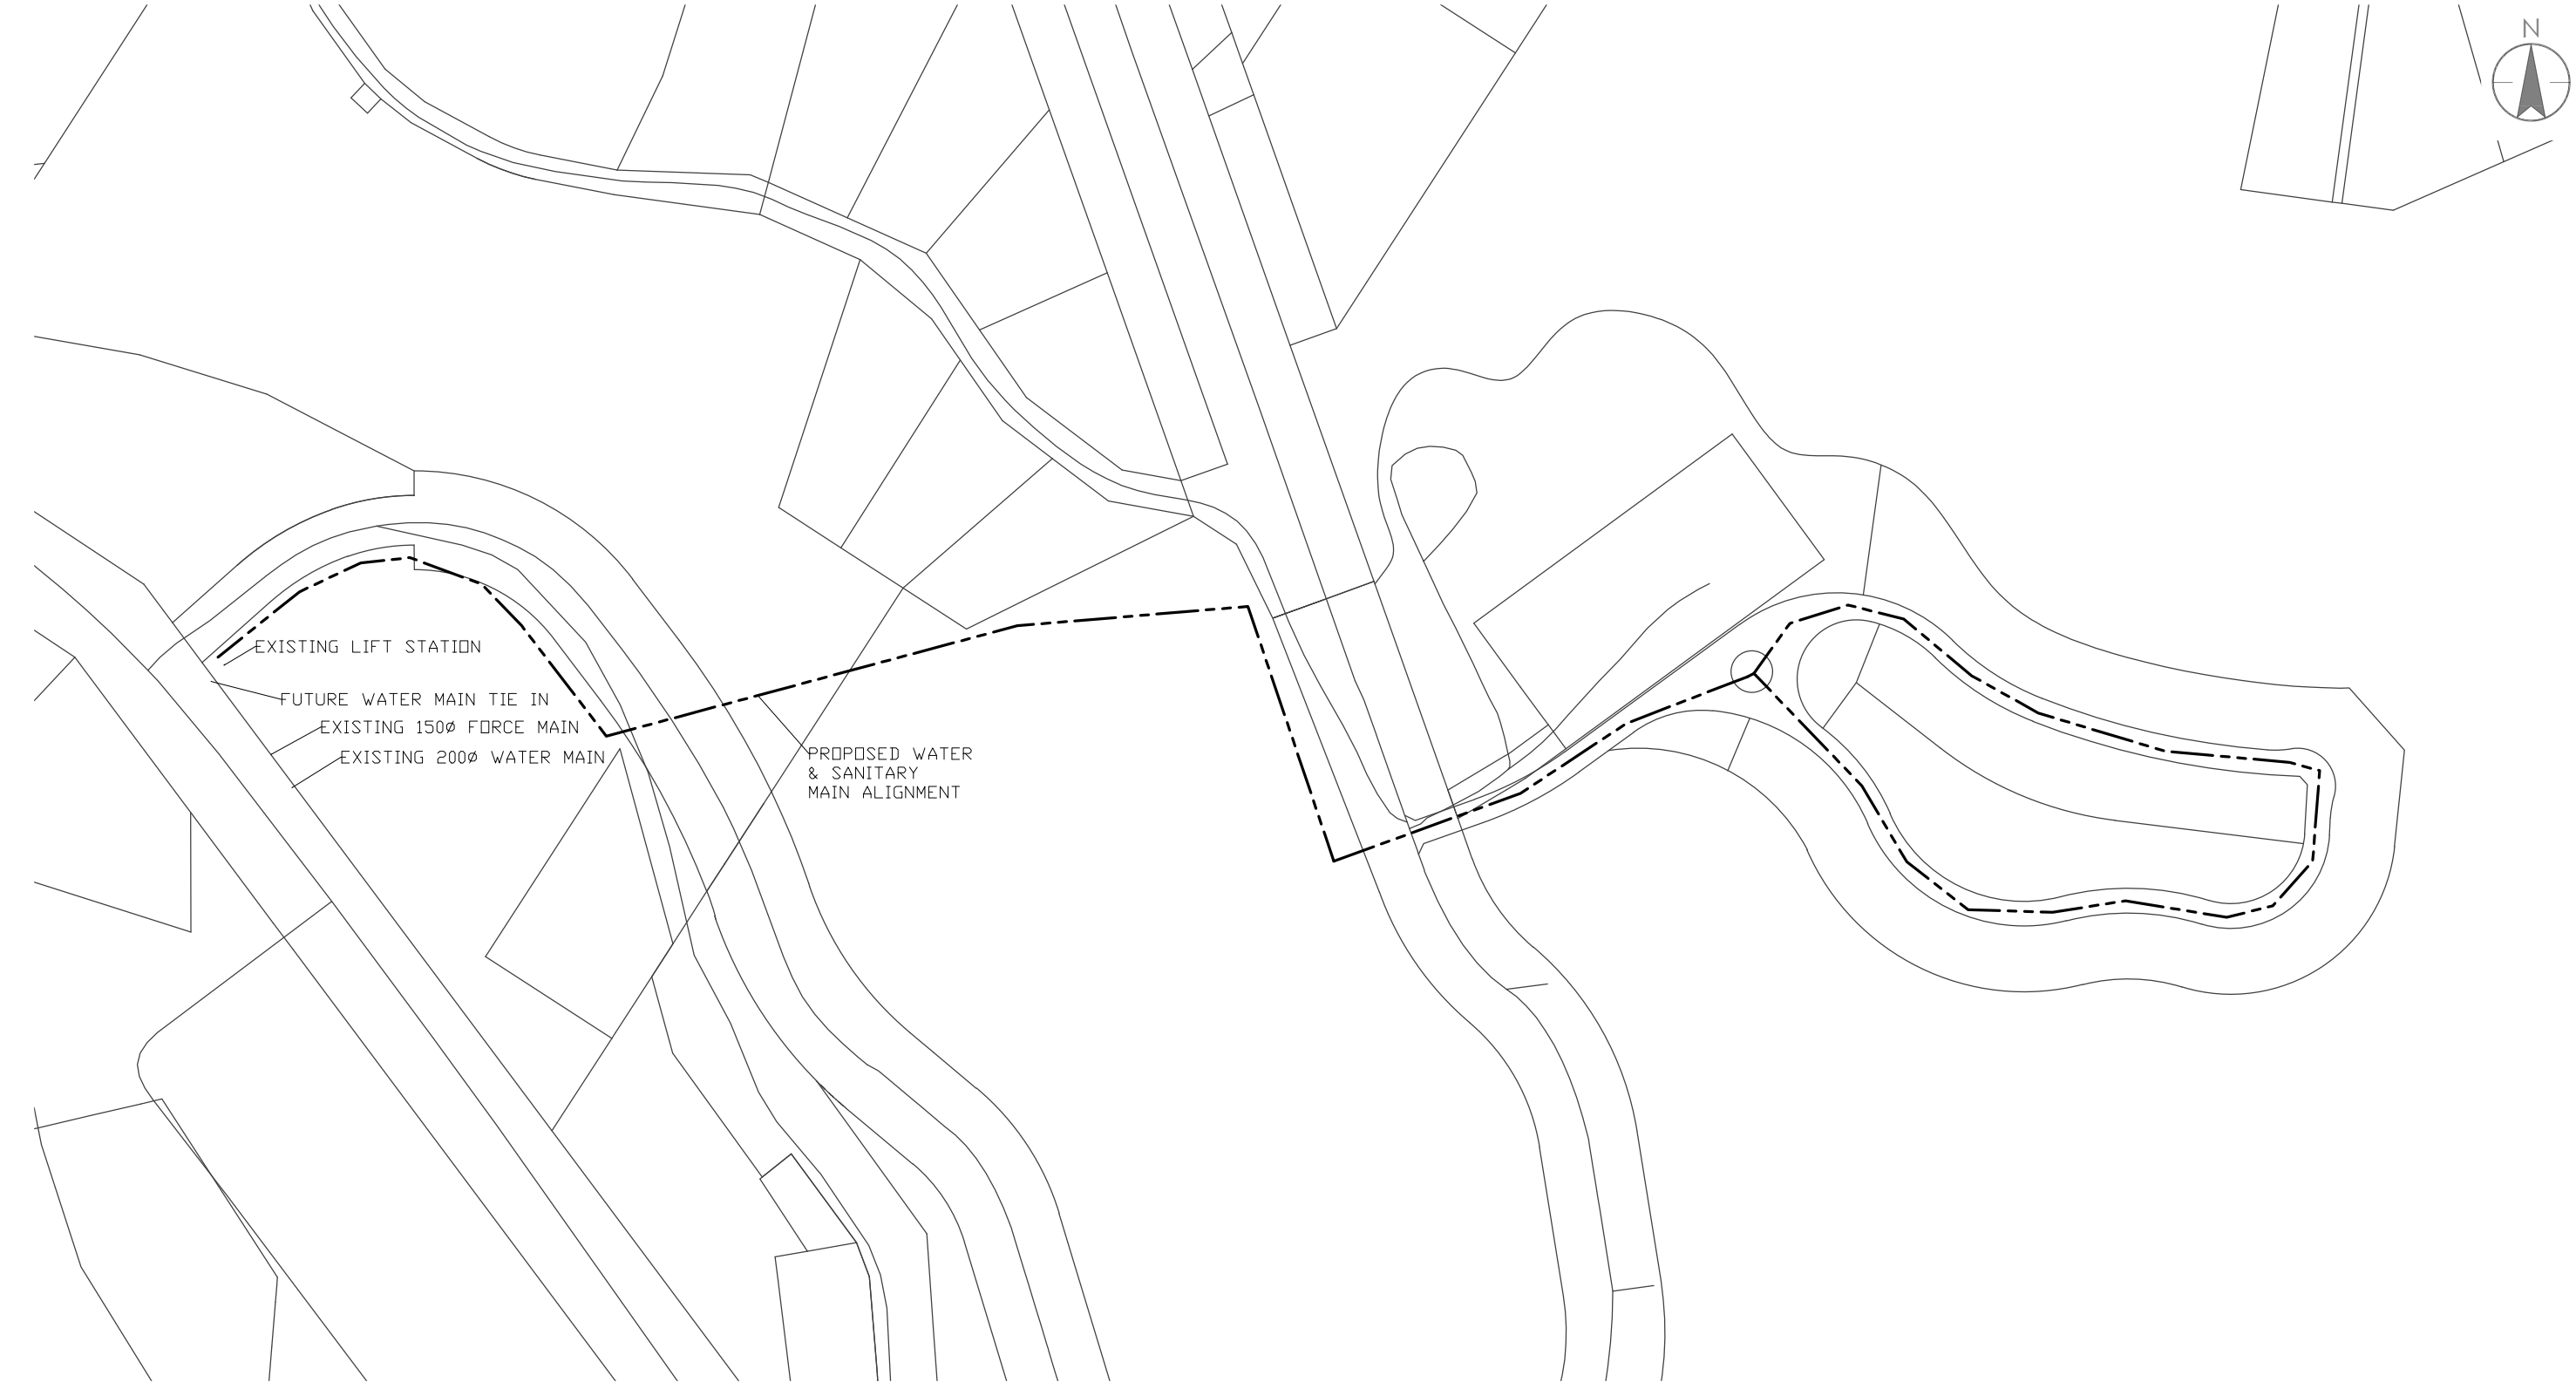 N
EXISTING LIFT STATION
FUTURE WATER MAIN TIE IN
EXISTING 150ø FORCE MAIN
EXISTING 200ø WATER MAIN
PROPOSED WATER
& SANITARY
MAIN ALIGNMENT